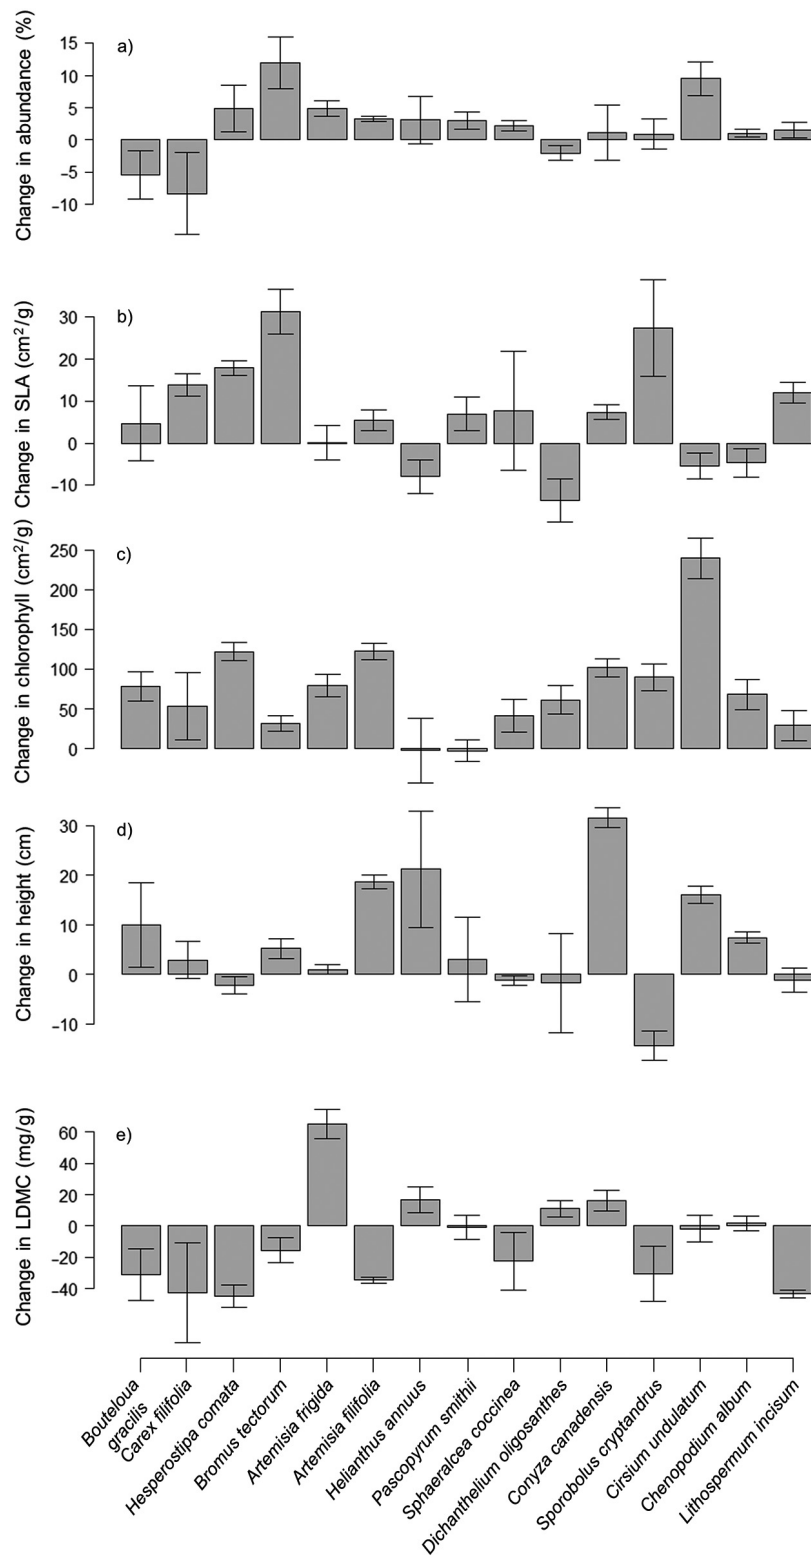 a)
Change in abundance (%)
15
10
5
0
−5
−10
b)
Change in SLA (cm²/g)
30
20
10
0
−10
c)
Change in chlorophyll (cm²/g)
250
200
150
100
50
0
d)
Change in height (cm)
30
20
10
0
−10
e)
Change in LDMC (mg/g)
60
40
20
0
−20
−40
Bouteloua
gracilis
Carex filifolia
Hesperostipa comata
Bromus tectorum
Artemisia frigida
Artemisia filifolia
Helianthus annuus
Pascopyrum smithii
Sphaeralcea coccinea
Dichanthelium oligosanthes
Conyza canadensis
Sporobolus cryptandrus
Cirsium undulatum
Chenopodium album
Lithospermum incisum